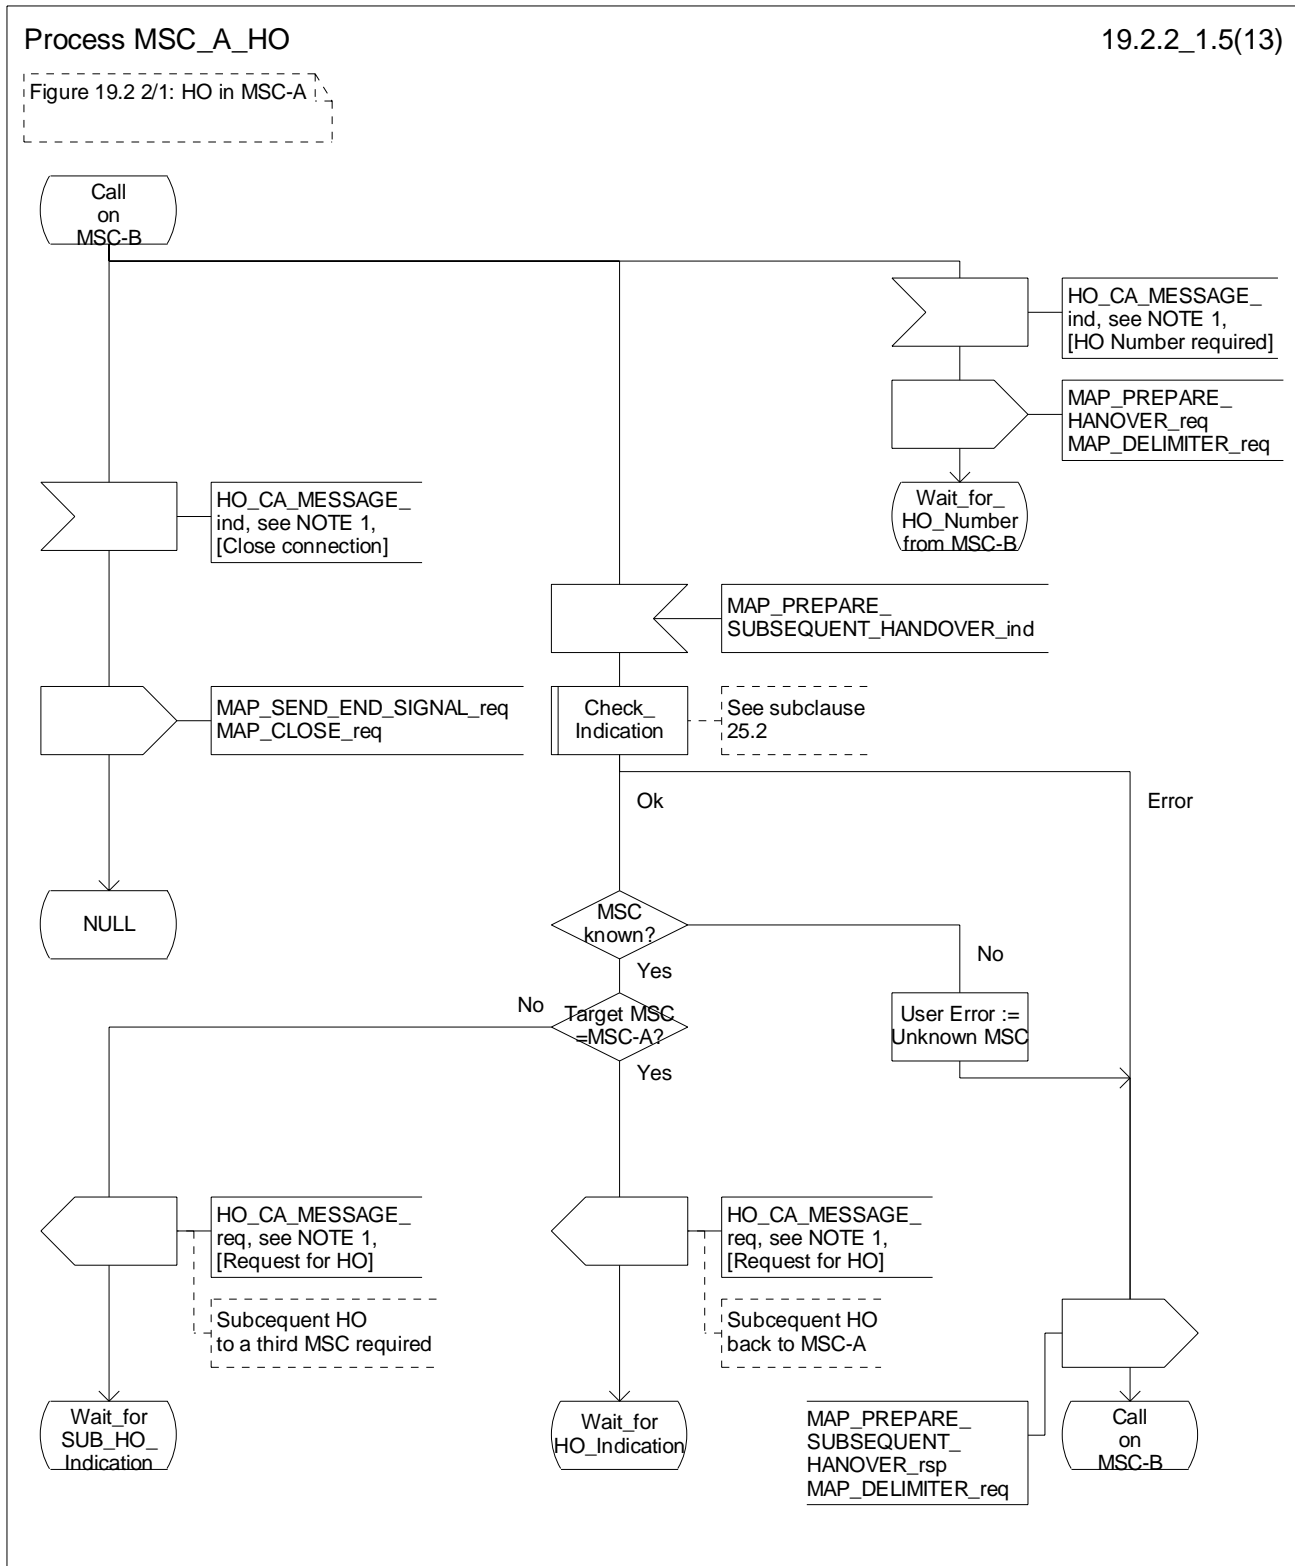 Process MSC_A_HO
19.2.2_1.5(13)
Figure 19.2 2/1: HO in MSC-A
Call
on
MSC-B
HO_CA_MESSAGE_
ind, see NOTE 1,
[HO Number required]
MAP_PREPARE_
HANOVER_req
MAP_DELIMITER_req
Wait_for_
HO_Number
from MSC-B
HO_CA_MESSAGE_
ind, see NOTE 1,
[Close connection]
MAP_PREPARE_
SUBSEQUENT_HANDOVER_ind
MAP_SEND_END_SIGNAL_req
MAP_CLOSE_req
Check_
Indication
See subclause
25.2
Ok
Error
NULL
MSC
known?
No
Yes
No
Target MSC
=MSC-A?
User Error :=
Unknown MSC
Yes
HO_CA_MESSAGE_
req, see NOTE 1,
[Request for HO]
Subcequent HO
to a third MSC required
HO_CA_MESSAGE_
req, see NOTE 1,
[Request for HO]
Subcequent HO
back to MSC-A
Wait_for
SUB_HO_
Indication
Wait_for
HO_Indication
MAP_PREPARE_
SUBSEQUENT_
HANOVER_rsp
MAP_DELIMITER_req
Call
on
MSC-B